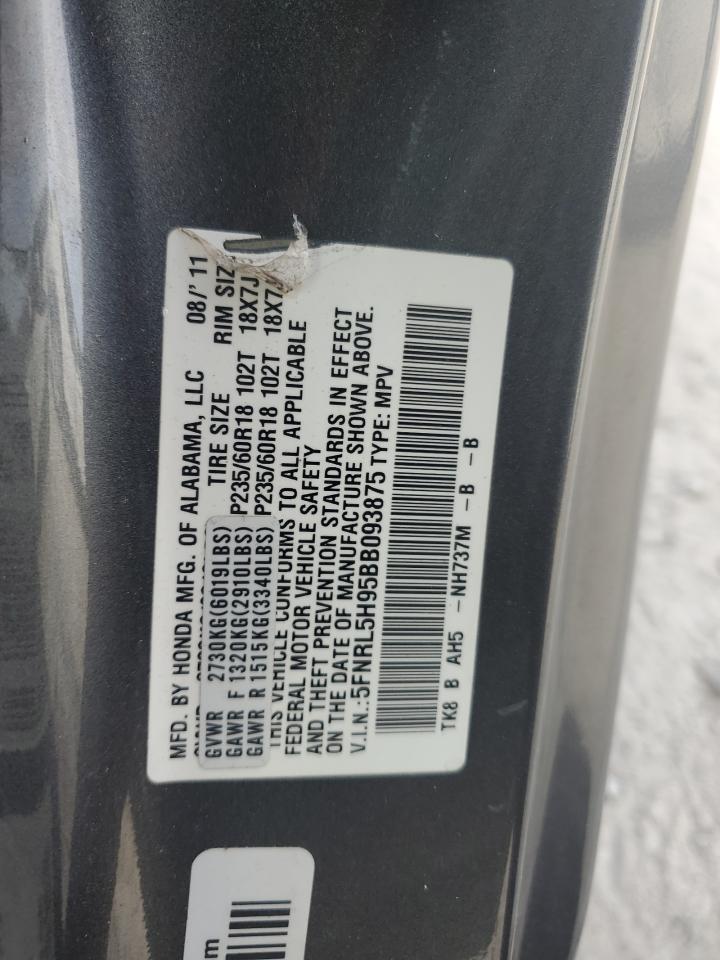 MFD. BY HONDA MFG. OF ALABAMA, LLC 08/'11
TIRE SIZE RIM SIZ
GVWR 2730KG(6019LBS)
GAWR F 1320KG(2910LBS) P235/60R18 102T 18X7J
GAWR R 1515KG(3340LBS) P235/60R18 102T 18X7J
THIS VEHICLE CONFORMS TO ALL APPLICABLE
FEDERAL MOTOR VEHICLE SAFETY
AND THEFT PREVENTION STANDARDS IN EFFECT
ON THE DATE OF MANUFACTURE SHOWN ABOVE.
V.I.N.: 5FNRL5H95BB093875 TYPE: MPV
TK8 B AH5 -NH737M -B -B
m